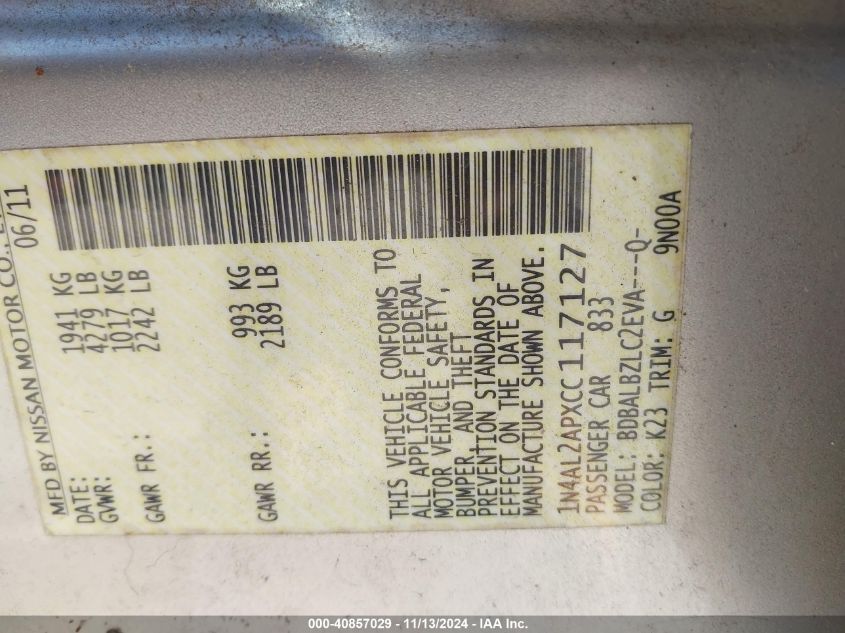 MFD BY NISSAN MOTOR CO.,
DATE: 06/11
GVWR: 1941 KG
4279 LB
GAWR FR.: 1017 KG
2242 LB
GAWR RR.: 993 KG
2189 LB
THIS VEHICLE CONFORMS TO
ALL APPLICABLE FEDERAL
MOTOR VEHICLE SAFETY,
BUMPER, AND THEFT
PREVENTION STANDARDS IN
EFFECT ON THE DATE OF
MANUFACTURE SHOWN ABOVE.
1N4AL2APXCC117127
PASSENGER CAR 833
MODEL: BDBALBZLCZEVA---Q-
COLOR: K23 TRIM: G 9N00A
000-40857029 — 11/13/2024 — IAA Inc.